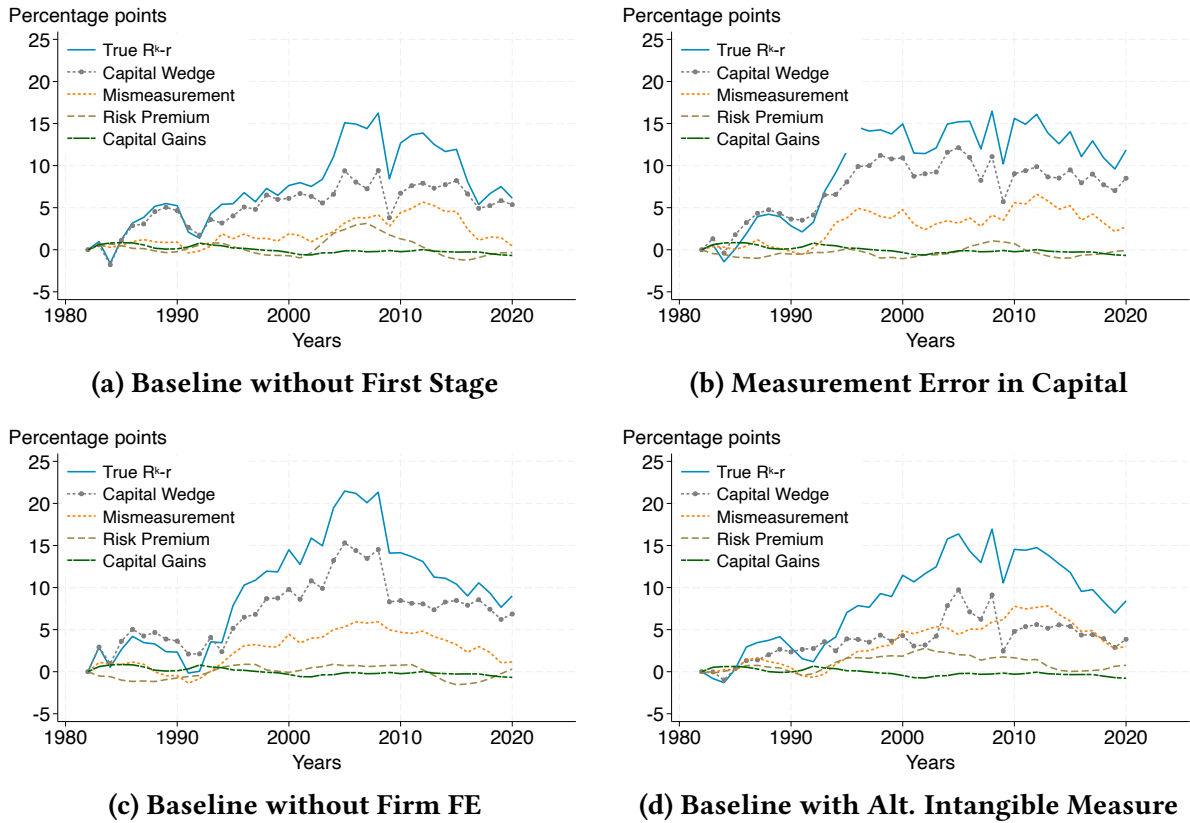 Percentage points
25
20
15
10
5
0
-5
True Rᵏ-r
Capital Wedge
Mismeasurement
Risk Premium
Capital Gains
1980 1990 2000 2010 2020
Years
(a) Baseline without First Stage
Percentage points
25
20
15
10
5
0
-5
True Rᵏ-r
Capital Wedge
Mismeasurement
Risk Premium
Capital Gains
1980 1990 2000 2010 2020
Years
(b) Measurement Error in Capital
Percentage points
25
20
15
10
5
0
-5
True Rᵏ-r
Capital Wedge
Mismeasurement
Risk Premium
Capital Gains
1980 1990 2000 2010 2020
Years
(c) Baseline without Firm FE
Percentage points
25
20
15
10
5
0
-5
True Rᵏ-r
Capital Wedge
Mismeasurement
Risk Premium
Capital Gains
1980 1990 2000 2010 2020
Years
(d) Baseline with Alt. Intangible Measure